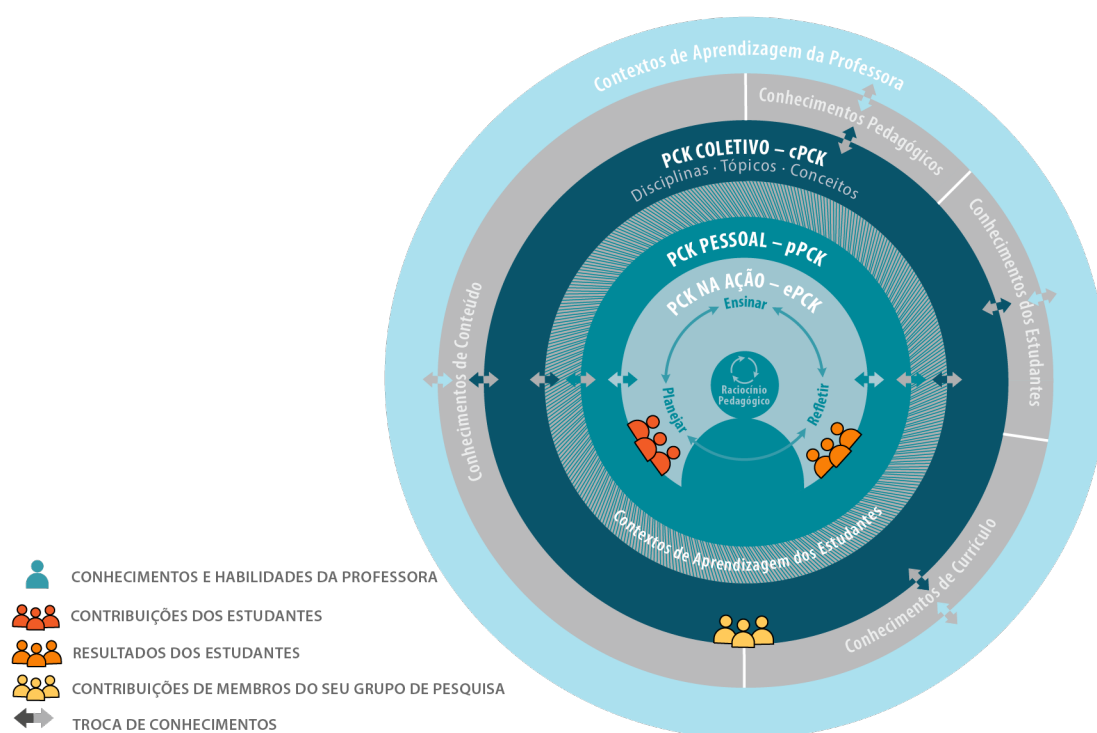 Contextos de Aprendizagem da Professora
Conhecimentos Pedagógicos
PCK COLETIVO – cPCK
Disciplinas · Tópicos · Conceitos
Conhecimentos dos Estudantes
PCK PESSOAL – pPCK
PCK NA AÇÃO – ePCK
Ensinar
Conhecimentos de Conteúdo
Raciocínio
Pedagógico
Planejar
Refletir
Contextos de Aprendizagem dos Estudantes
Conhecimentos de Currículo
CONHECIMENTOS E HABILIDADES DA PROFESSORA
CONTRIBUIÇÕES DOS ESTUDANTES
RESULTADOS DOS ESTUDANTES
CONTRIBUIÇÕES DE MEMBROS DO SEU GRUPO DE PESQUISA
TROCA DE CONHECIMENTOS